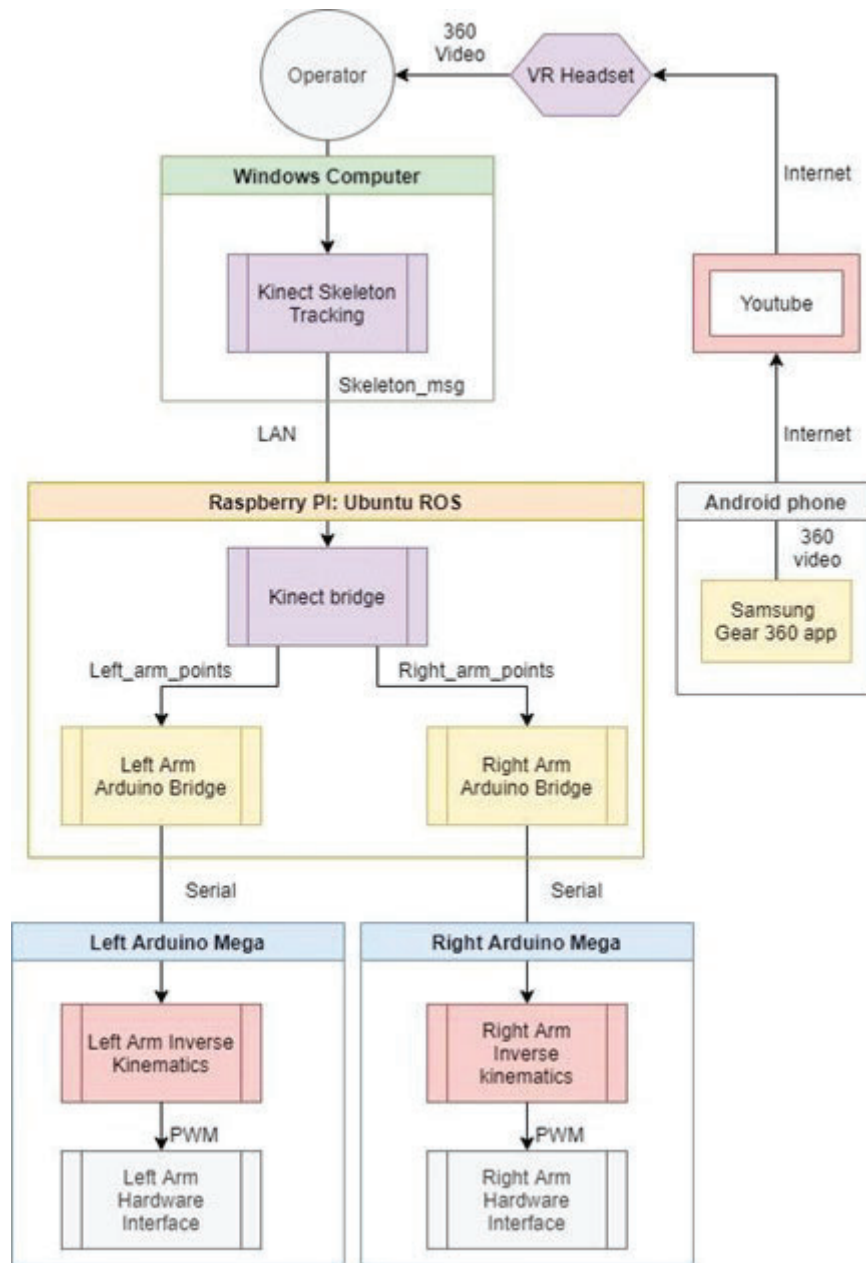 360
Video
Operator
VR Headset
Windows Computer
Internet
Kinect Skeleton
Tracking
Youtube
Skeleton_msg
LAN
Internet
Raspberry PI: Ubuntu ROS
Android phone
360
video
Kinect bridge
Samsung
Gear 360 app
Left_arm_points
Right_arm_points
Left Arm
Arduino Bridge
Right Arm
Arduino Bridge
Serial
Serial
Left Arduino Mega
Right Arduino Mega
Left Arm Inverse
Kinematics
Right Arm
Inverse
kinematics
PWM
PWM
Left Arm
Hardware
Interface
Right Arm
Hardware
Interface